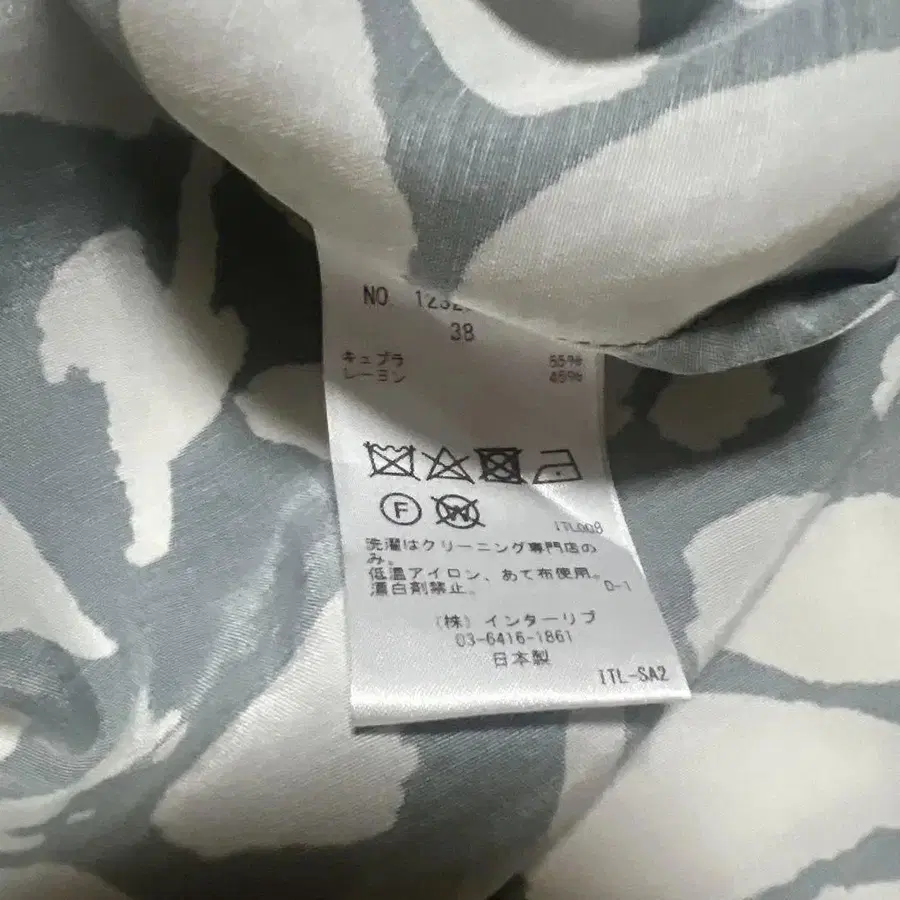 NO.
38
キュプラ 55%
レーヨン 45%
F
W
ITL008
洗濯はクリーニング専門店の
み。
低温アイロン、あて布使用。
漂白剤禁止。 D-1
(株) インターリブ
03-6416-1861
日本製
ITL-SA2